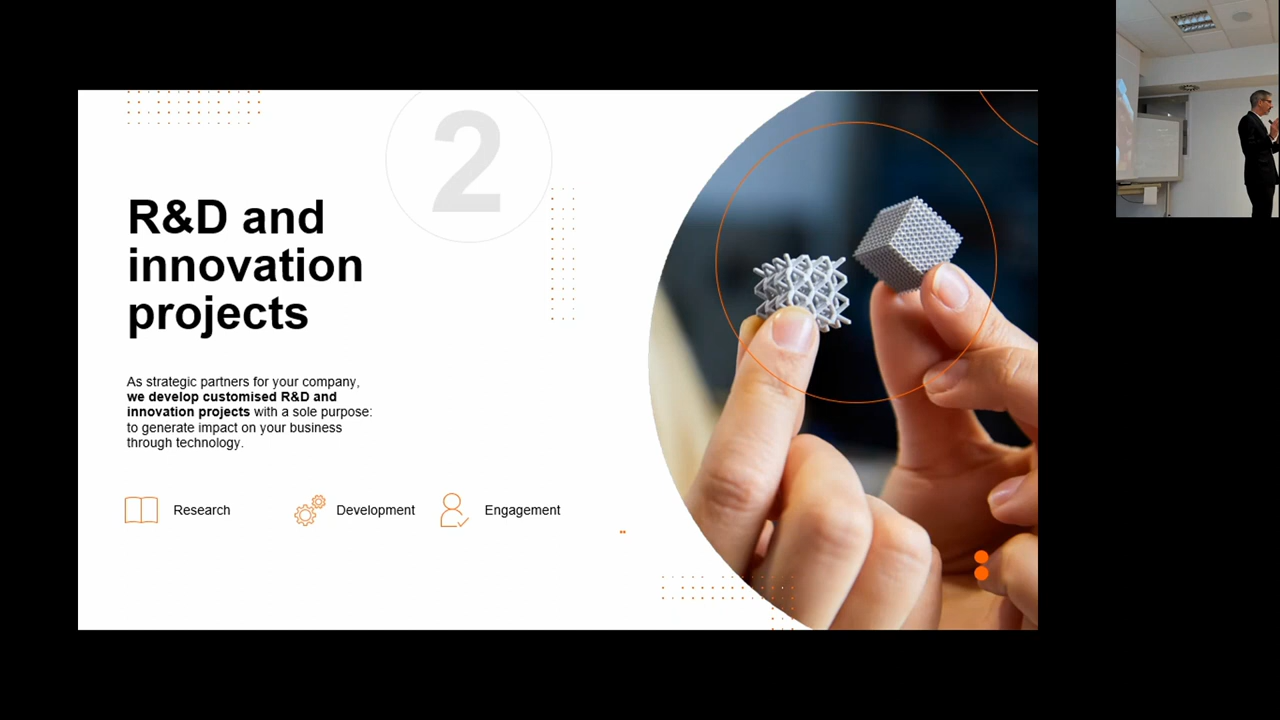 2
R&D and
innovation
projects
As strategic partners for your company,
we develop customised R&D and
innovation projects with a sole purpose:
to generate impact on your business
through technology.
Research
Development
Engagement